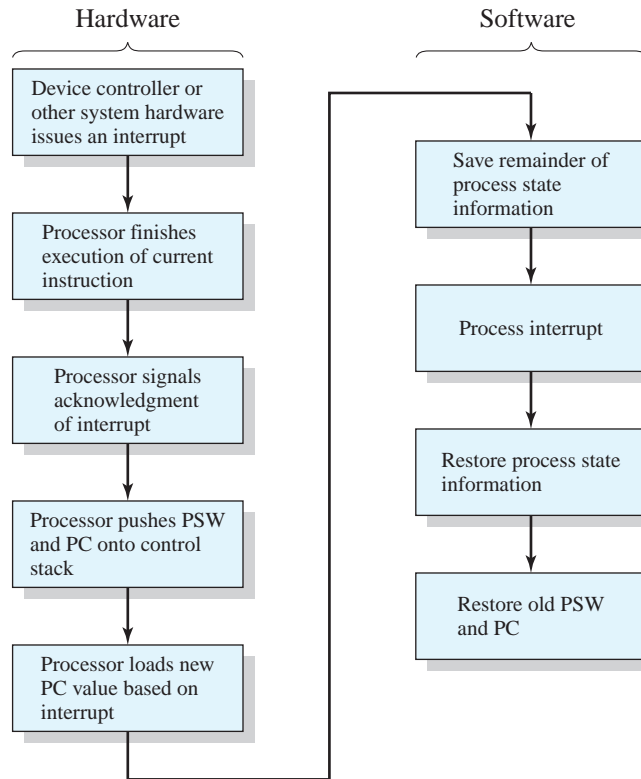 Hardware
Device controller or
other system hardware
issues an interrupt
Processor finishes
execution of current
instruction
Processor signals
acknowledgment
of interrupt
Processor pushes PSW
and PC onto control
stack
Processor loads new
PC value based on
interrupt
Software
Save remainder of
process state
information
Process interrupt
Restore process state
information
Restore old PSW
and PC